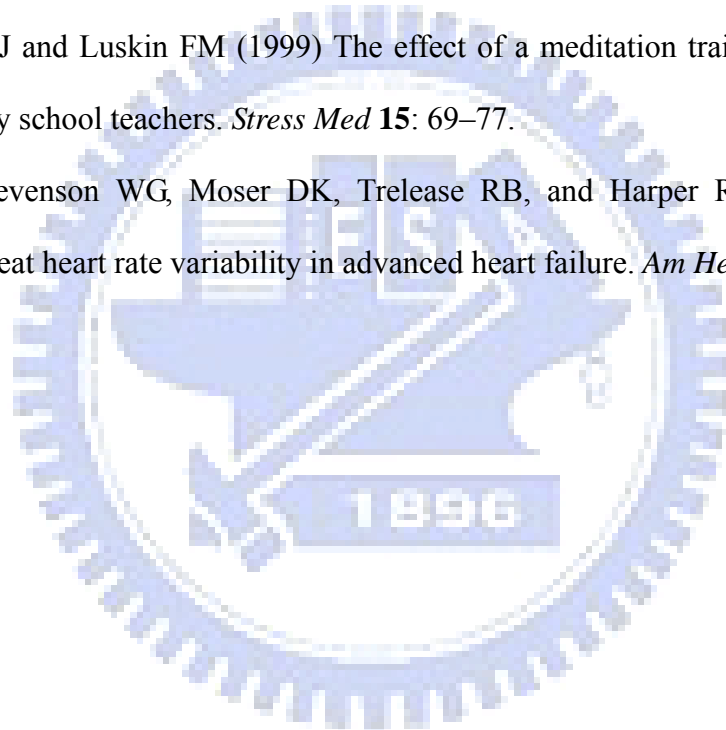 J and Luskin FM (1999) The effect of a meditation trai
y school teachers. Stress Med 15: 69–77.
evenson WG, Moser DK, Trelease RB, and Harper R
eat heart rate variability in advanced heart failure. Am He
E S A
1896